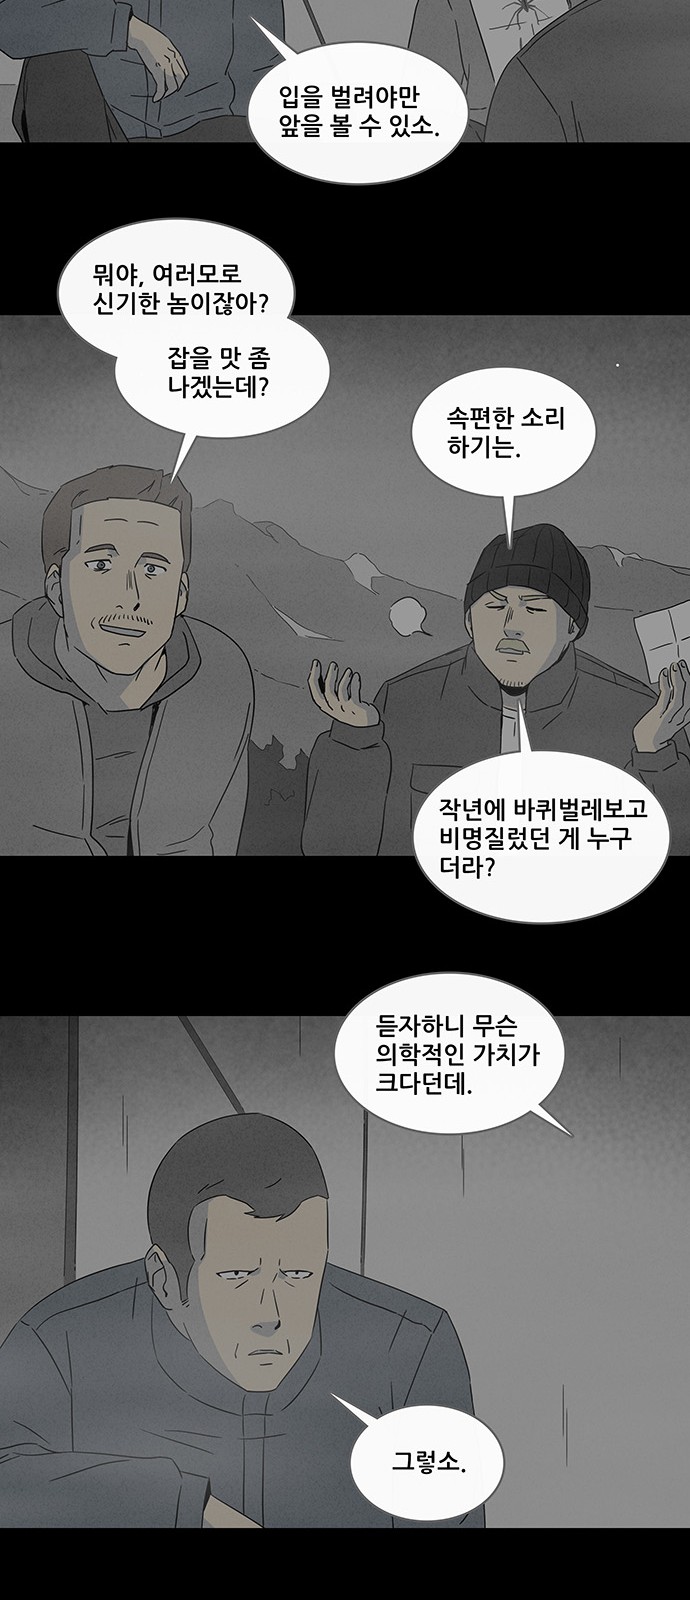 입을 벌려야만
앞을 볼 수 있소.
뭐야, 여러모로
신기한 놈이잖아?
잡을 맛 좀
나겠는데?
속편한 소리
하기는.
작년에 바퀴벌레보고
비명질렀던 게 누구
더라?
듣자하니 무슨
의학적인 가치가
크다던데.
그렇소.